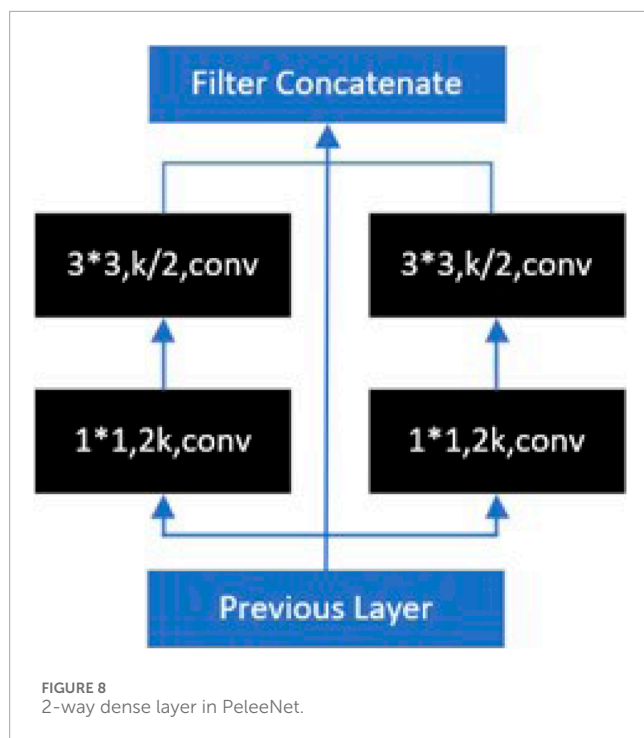 Filter Concatenate
3*3,k/2,conv
3*3,k/2,conv
1*1,2k,conv
1*1,2k,conv
Previous Layer
FIGURE 8
2-way dense layer in PeleeNet.